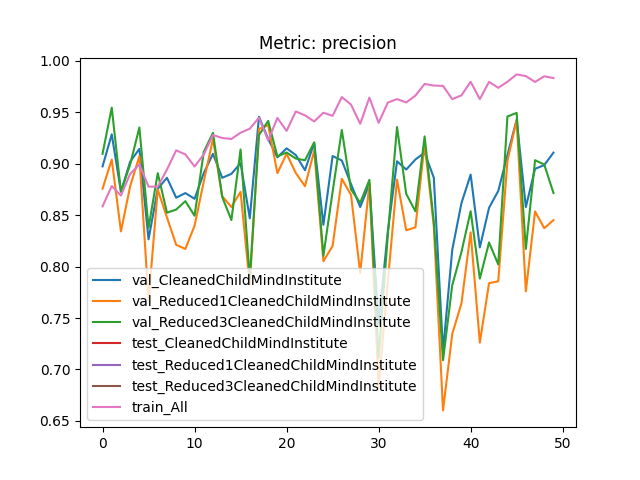 Metric: precision
1.00
0.95
0.90
0.85
0.80
0.75
0.70
0.65
val_CleanedChildMindInstitute
val_Reduced1CleanedChildMindInstitute
val_Reduced3CleanedChildMindInstitute
test_CleanedChildMindInstitute
test_Reduced1CleanedChildMindInstitute
test_Reduced3CleanedChildMindInstitute
train_All
0 10 20 30 40 50